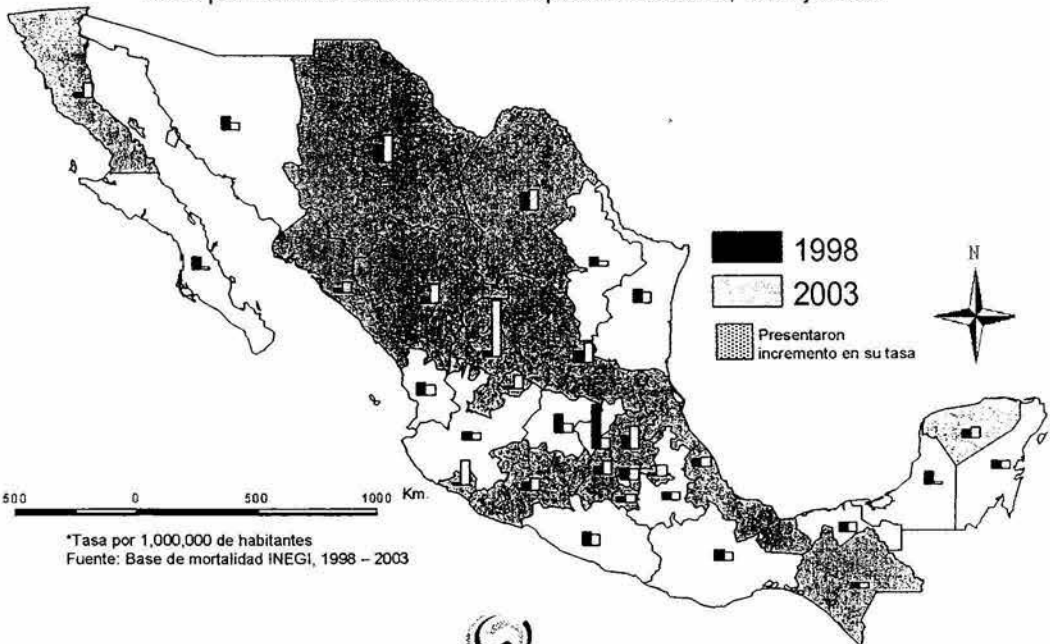 1998
2003
N
Presentaron
incremento en su tasa
500 0 500 1000 Km.
*Tasa por 1,000,000 de habitantes
Fuente: Base de mortalidad INEGI, 1998 – 2003